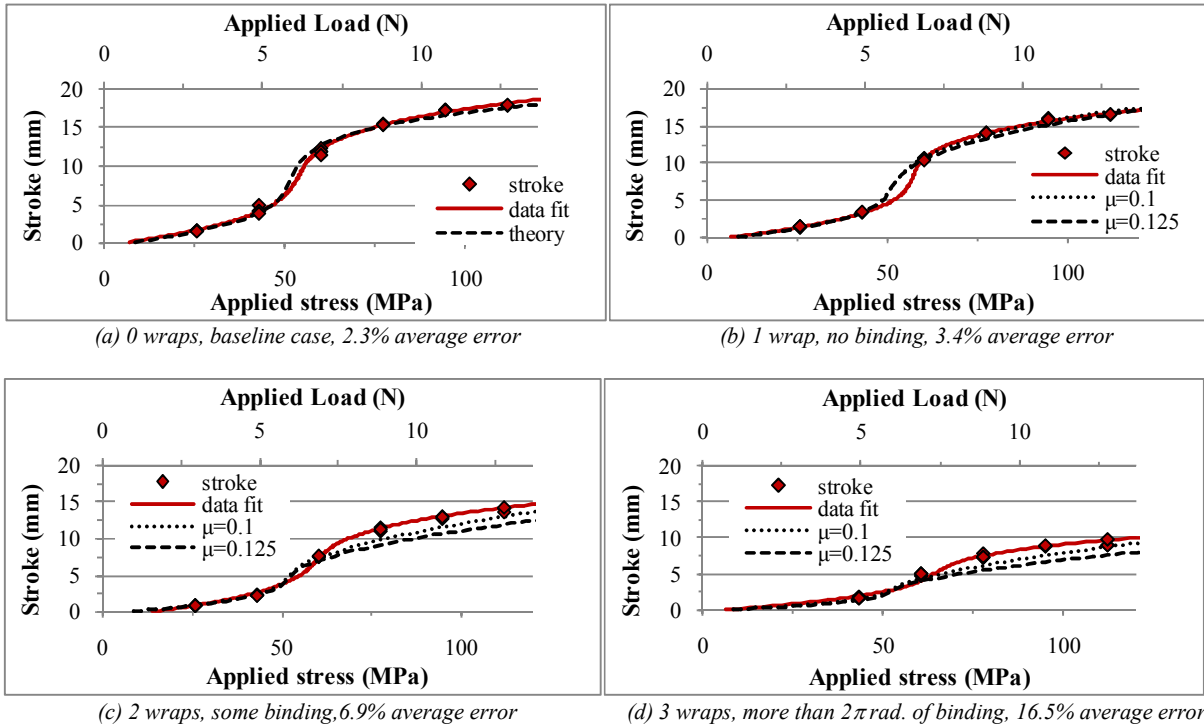 Applied Load (N)
0 5 10
20
15
10
5
0
Stroke (mm)
stroke
data fit
theory
0 50 100
Applied stress (MPa)
(a) 0 wraps, baseline case, 2.3% average error
Applied Load (N)
0 5 10
20
15
10
5
0
Stroke (mm)
stroke
data fit
μ=0.1
μ=0.125
0 50 100
Applied stress (MPa)
(b) 1 wrap, no binding, 3.4% average error
Applied Load (N)
0 5 10
20
15
10
5
0
Stroke (mm)
stroke
data fit
μ=0.1
μ=0.125
0 50 100
Applied stress (MPa)
(c) 2 wraps, some binding,6.9% average error
Applied Load (N)
0 5 10
20
15
10
5
0
Stroke (mm)
stroke
data fit
μ=0.1
μ=0.125
0 50 100
Applied stress (MPa)
(d) 3 wraps, more than 2π rad. of binding, 16.5% average error